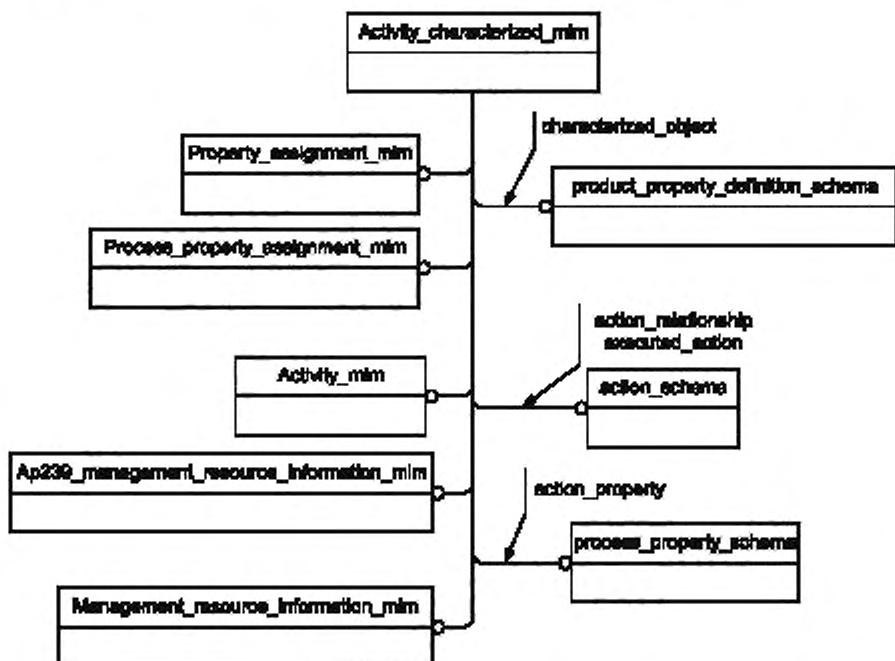 Activity_characterized_mim
characterized_object
Property_assignment_mim
product_property_definition_schema
Process_property_assignment_mim
action_relationship
executed_action
Activity_mim
action_schema
Ap239_management_resource_information_mim
action_property
process_property_schema
Management_resource_information_mim